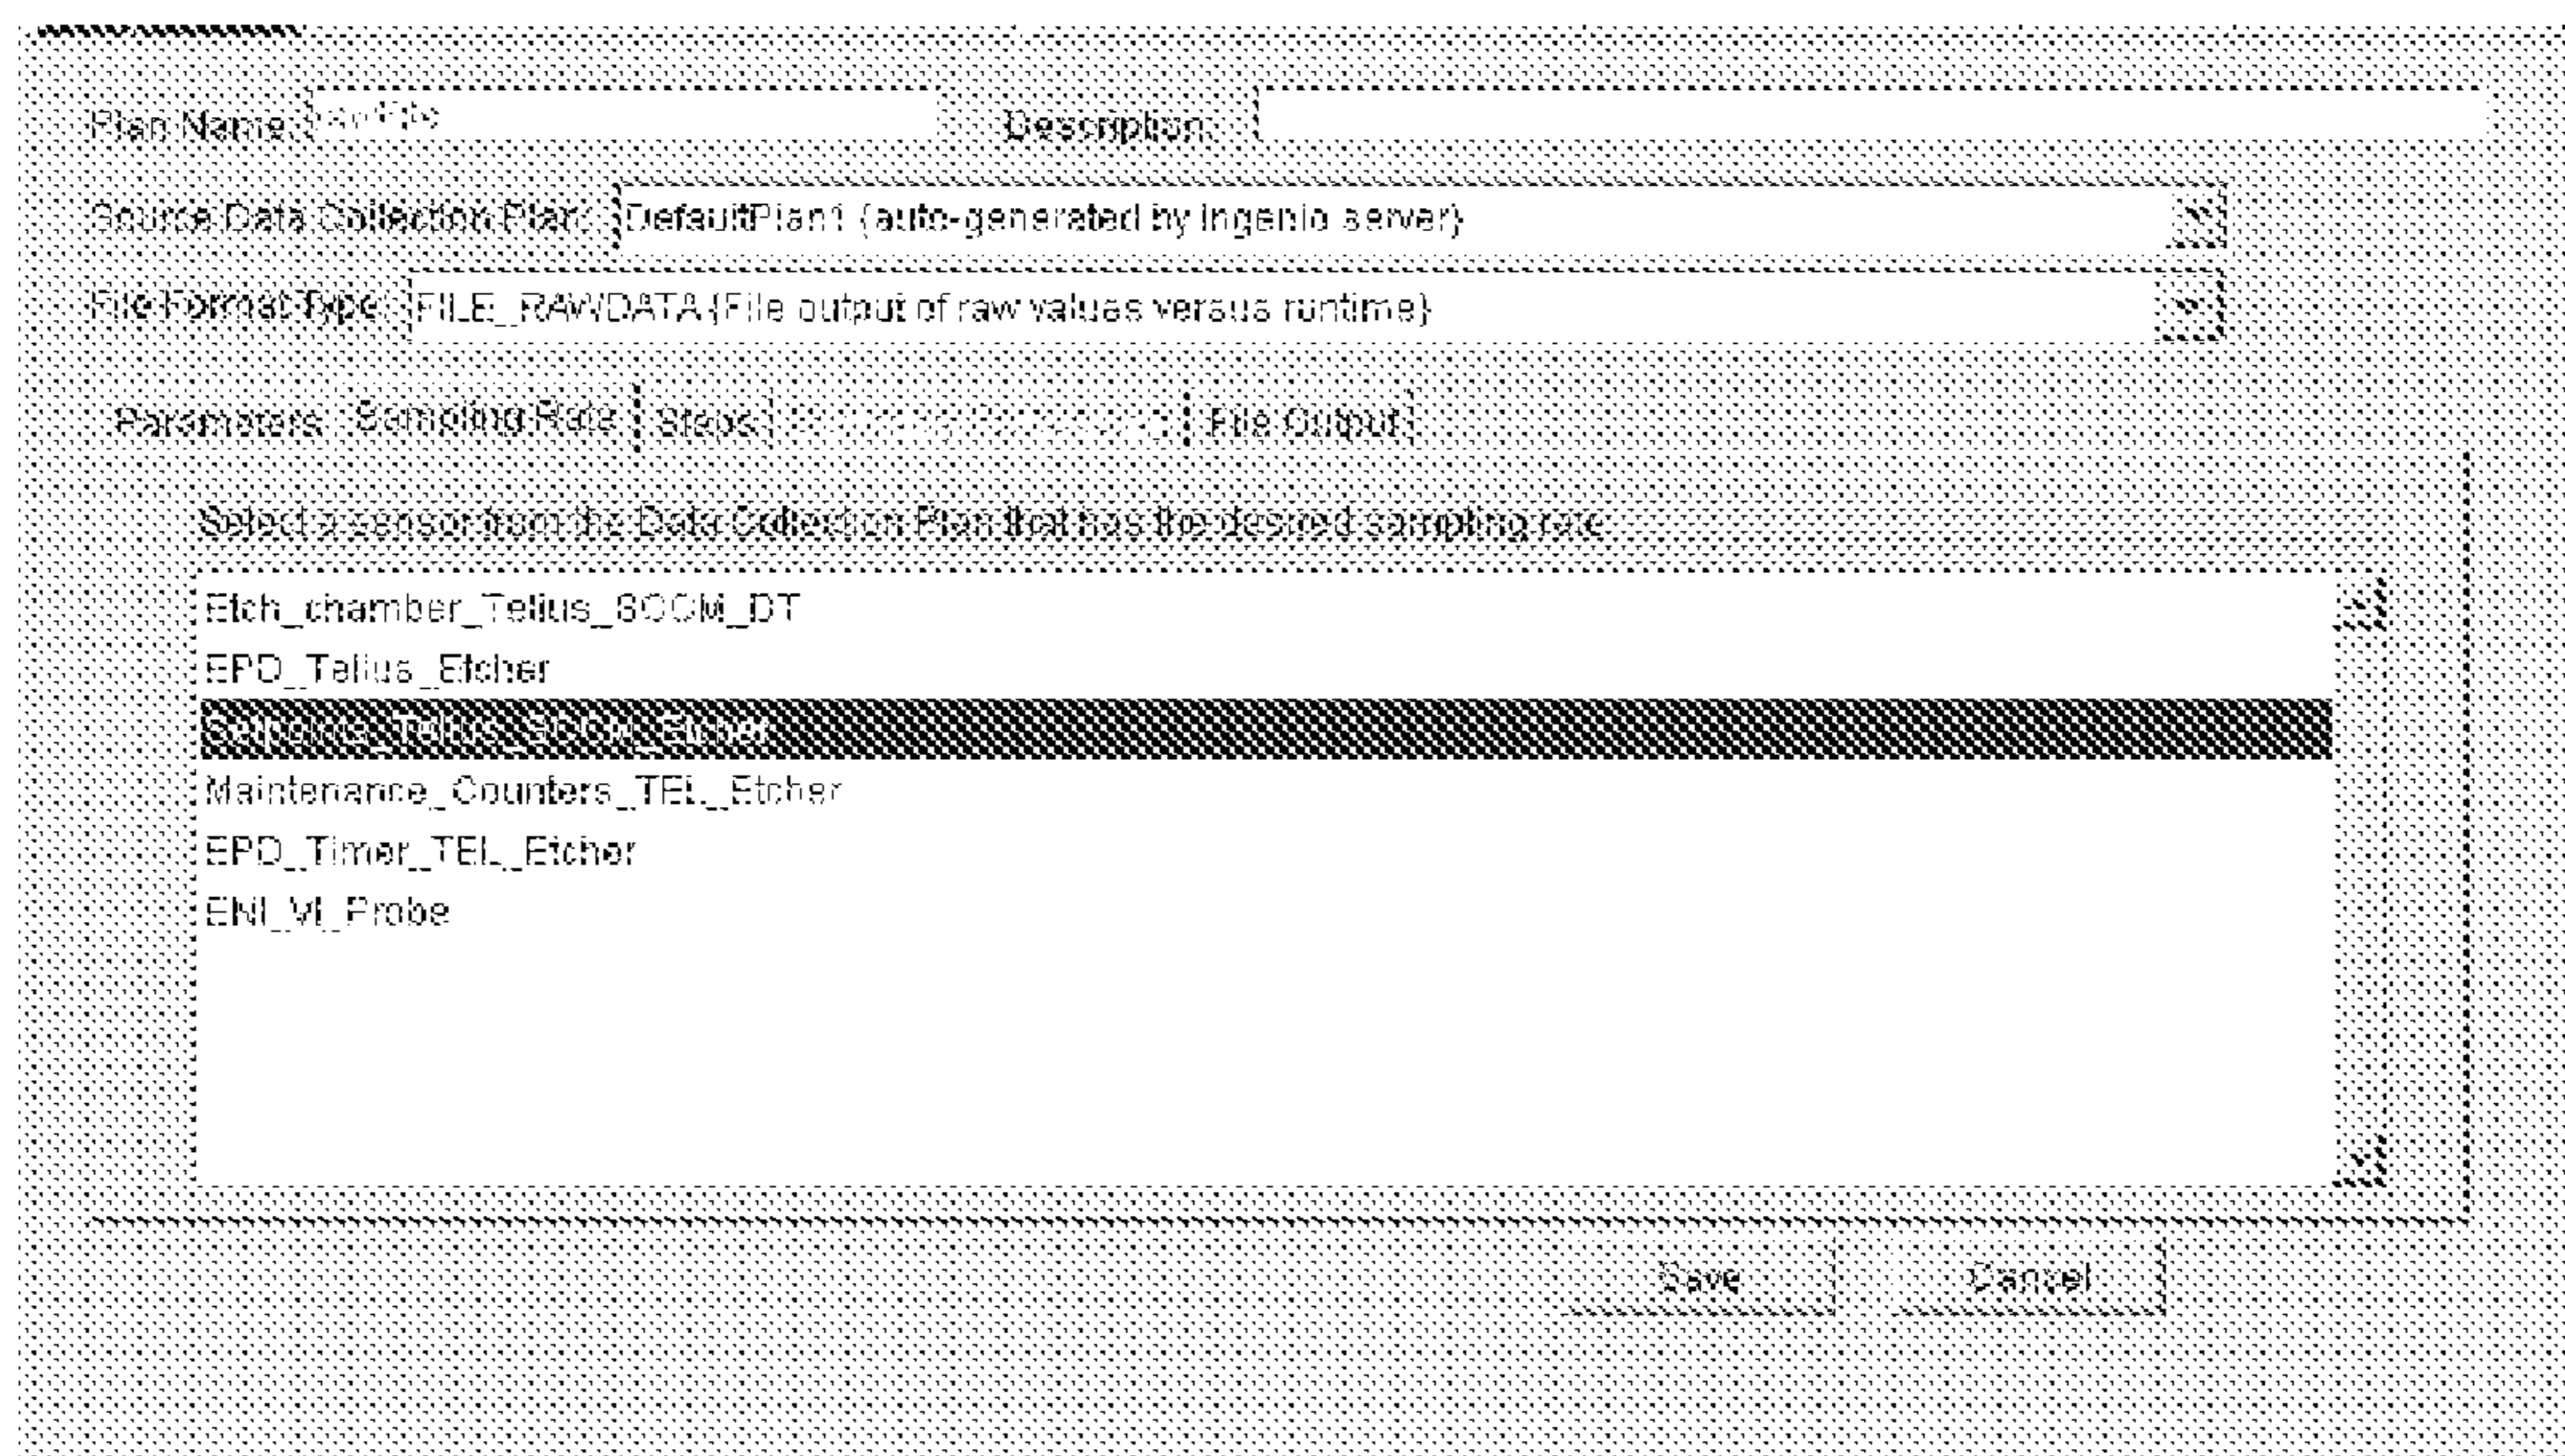 Plan Name: Description:
Source Data Collection Plan: DefaultPlan1 {auto-generated by Ingenio server}
File Format Type: FILE_RAWDATA {File output of raw values versus runtime}
Parameters Sampling Rate Steps File Output
Select a sensor from the Data Collection Plan that has the desired sampling rate:
Etch_chamber_Telius_SCCM_DT
EPD_Telius_Etcher
Setpoints_Telius_SCCM_Etcher
Maintenance_Counters_TEL_Etcher
EPD_Timer_TEL_Etcher
ENI_VI_Probe
Save Cancel